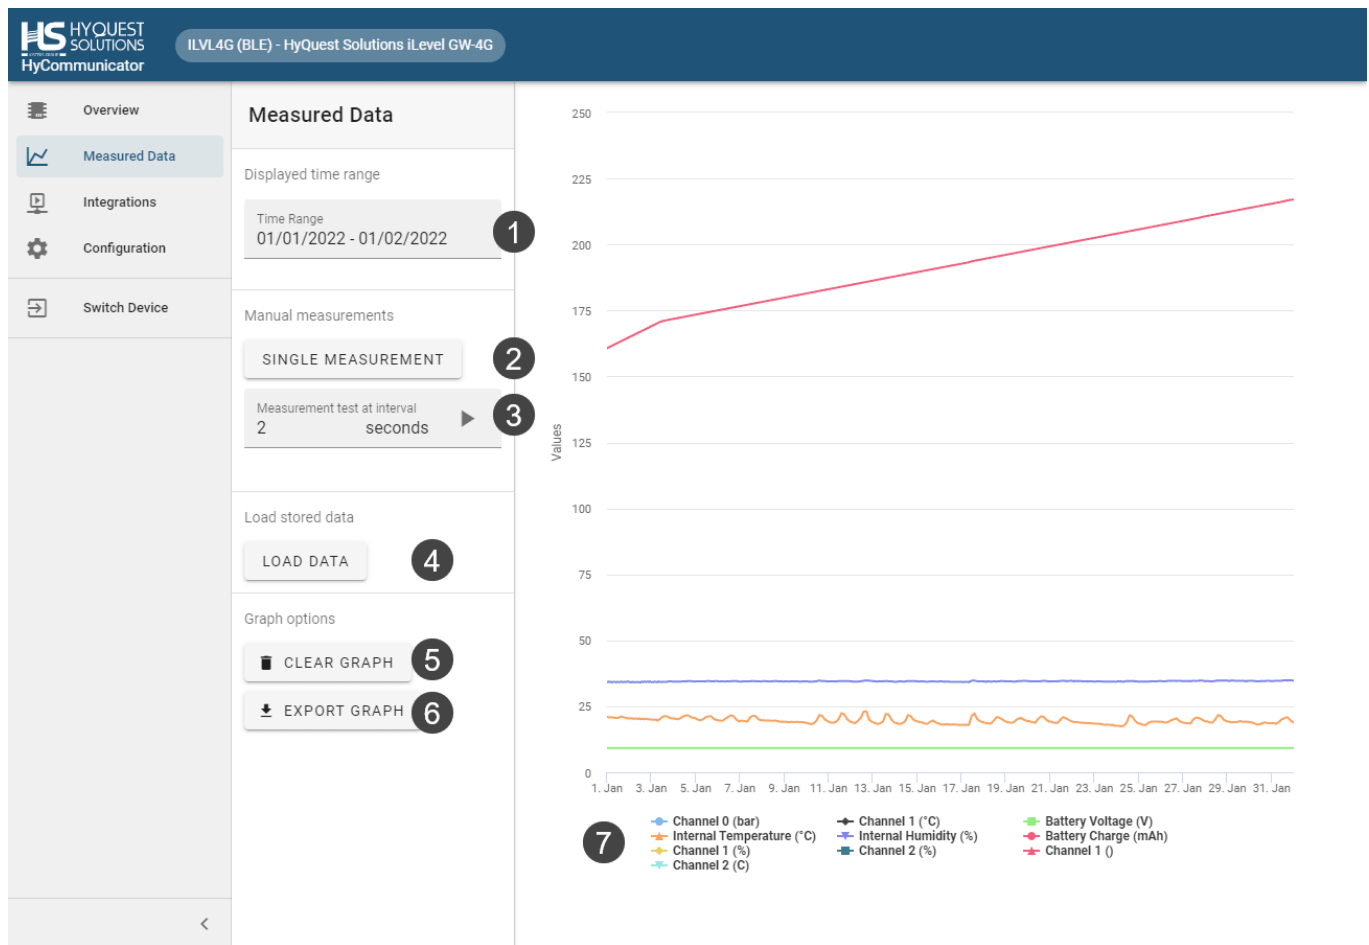 HS HYQUEST
SOLUTIONS
HyCommunicator
ILVL4G (BLE) - HyQuest Solutions iLevel GW-4G
Overview
Measured Data
Integrations
Configuration
Switch Device
Measured Data
Displayed time range
Time Range
01/01/2022 - 01/02/2022
1
Manual measurements
SINGLE MEASUREMENT
2
Measurement test at interval
2 seconds
3
Load stored data
LOAD DATA
4
Graph options
CLEAR GRAPH
5
EXPORT GRAPH
6
Values
250
225
200
175
150
125
100
75
50
25
0
1. Jan 3. Jan 5. Jan 7. Jan 9. Jan 11. Jan 13. Jan 15. Jan 17. Jan 19. Jan 21. Jan 23. Jan 25. Jan 27. Jan 29. Jan 31. Jan
7
Channel 0 (bar) Channel 1 (°C) Battery Voltage (V)
Internal Temperature (°C) Internal Humidity (%) Battery Charge (mAh)
Channel 1 (%) Channel 2 (%) Channel 1 ()
Channel 2 (C)